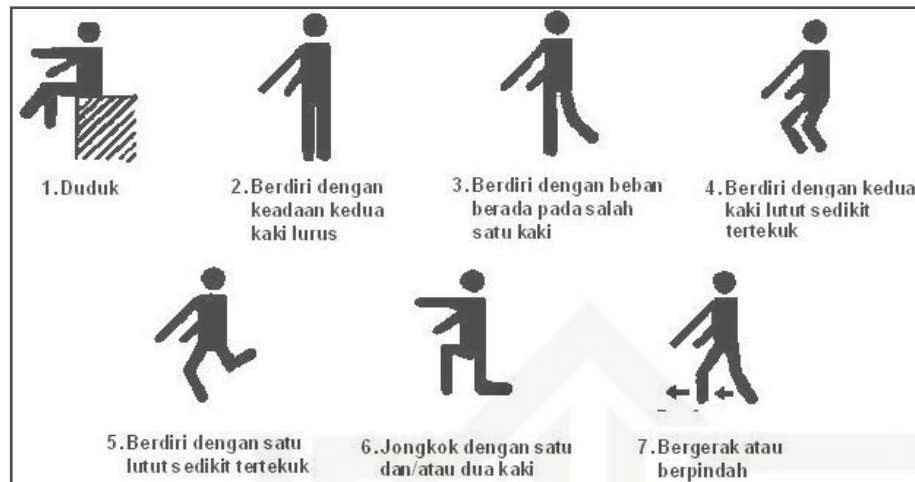 1.Duduk
2.Berdiri dengan
keadaan kedua
kaki lurus
3.Berdiri dengan beban
berada pada salah
satu kaki
4.Berdiri dengan kedua
kaki lutut sedikit
tertekuk
5.Berdiri dengan satu
lutut sedikit tertekuk
6.Jongkok dengan satu
dan/atau dua kaki
7.Bergerak atau
berpindah